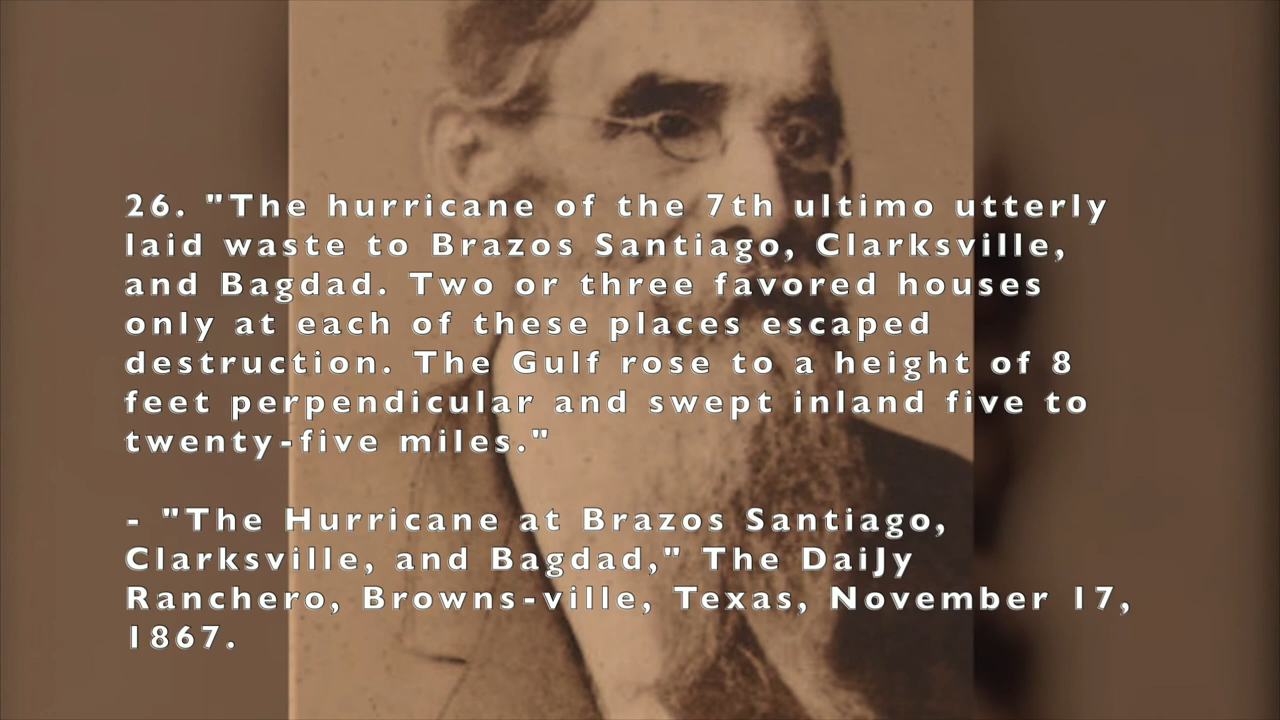 26. "The hurricane of the 7th ultimo utterly
laid waste to Brazos Santiago, Clarksville,
and Bagdad. Two or three favored houses
only at each of these places escaped
destruction. The Gulf rose to a height of 8
feet perpendicular and swept inland five to
twenty-five miles."
- "The Hurricane at Brazos Santiago,
Clarksville, and Bagdad," The DaiJy
Ranchero, Browns-ville, Texas, November 17,
1867.